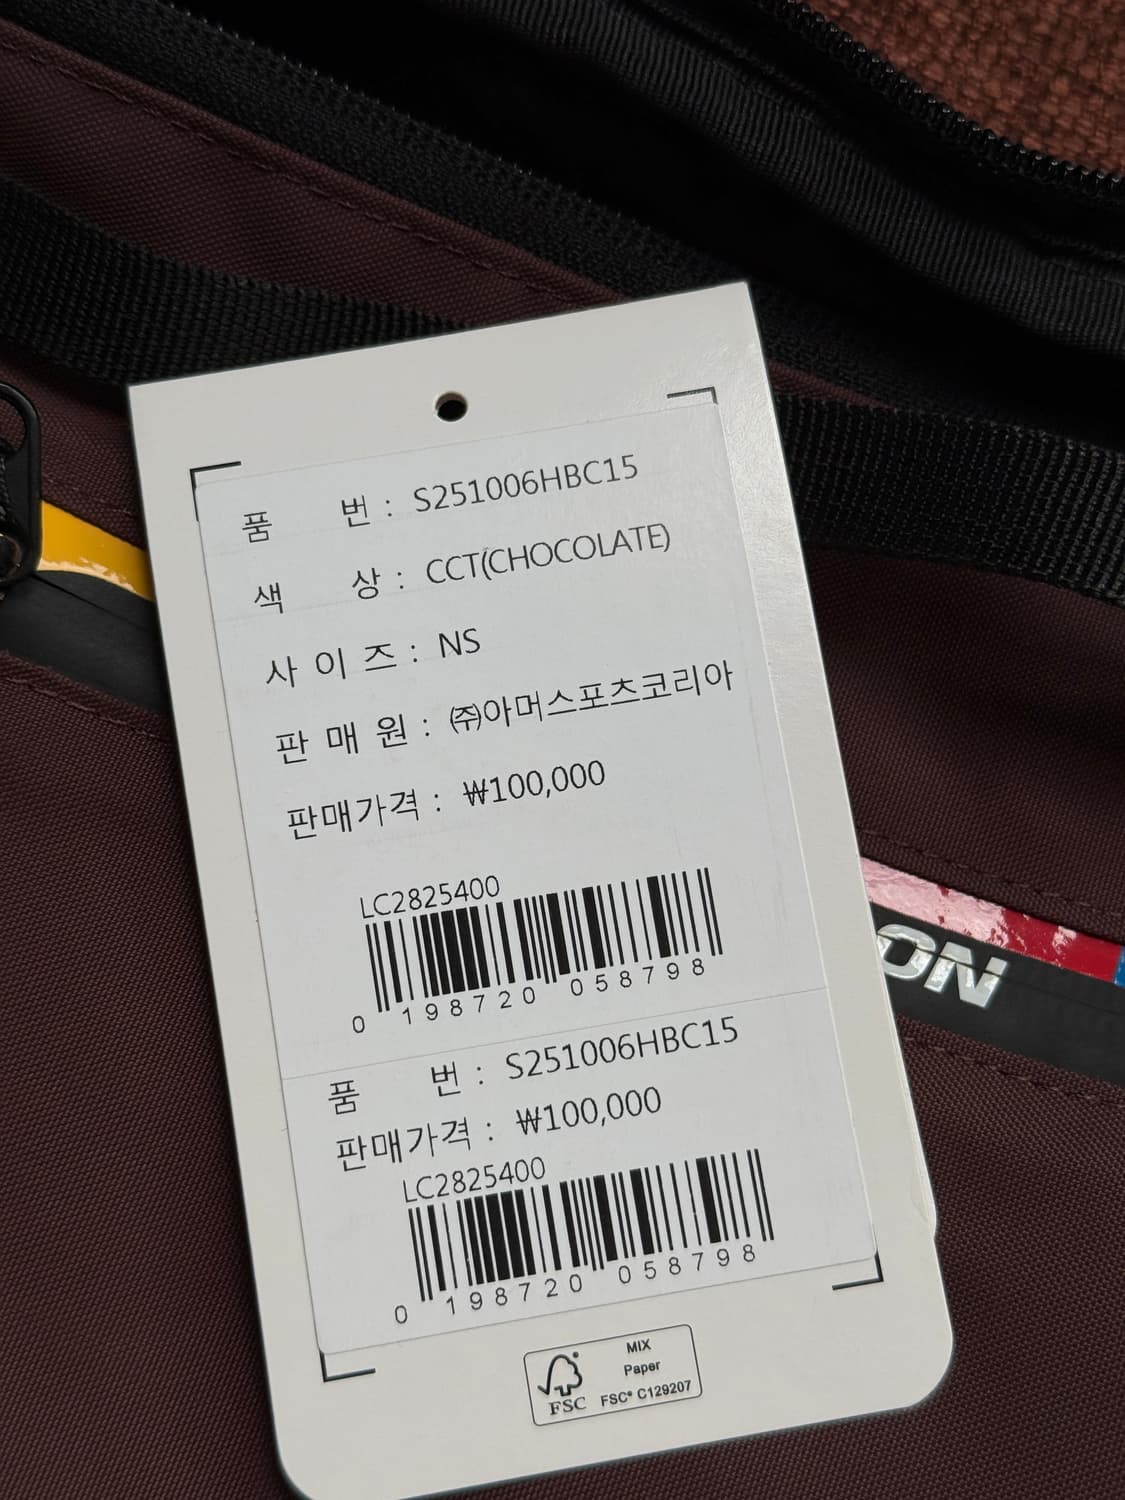 품 번 : S251006HBC15
색 상 : CCT(CHOCOLATE)
사 이 즈 : NS
판 매 원 : ㈜아머스포츠코리아
판매가격 : ₩100,000
LC2825400
0 198720 058798
품 번 : S251006HBC15
판매가격 : ₩100,000
LC2825400
0 198720 058798
MIX
Paper
FSC FSC® C129207
ON